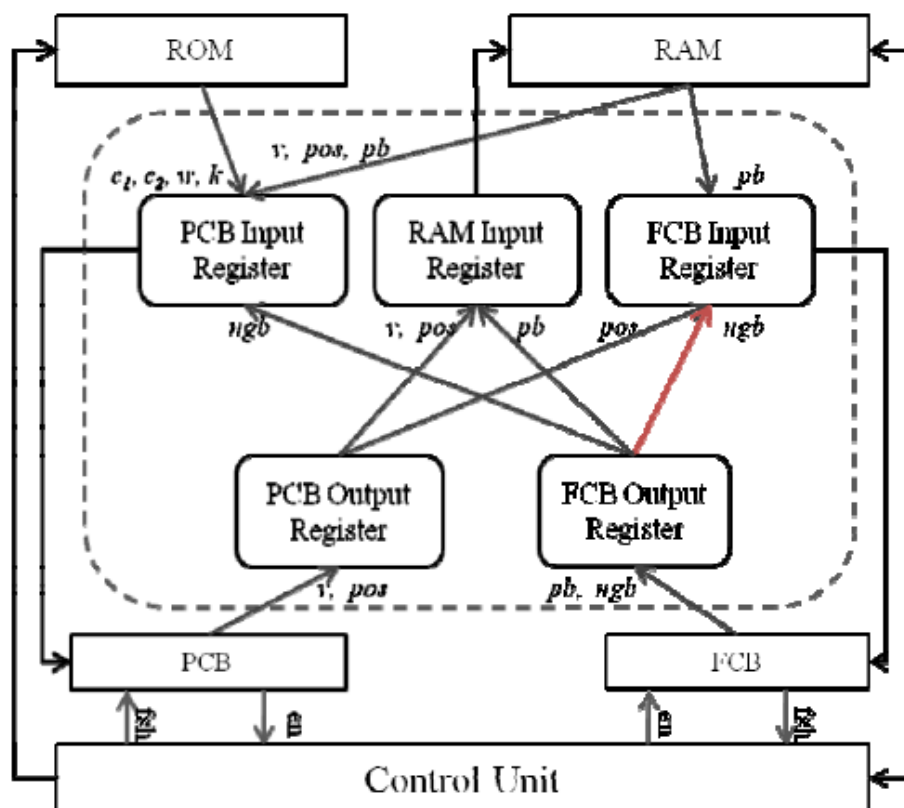 ROM
RAM
v, pos, pb
c1, c2, w, k
pb
PCB Input
Register
RAM Input
Register
FCB Input
Register
ngb
v, pos
pb
pos
ngb
PCB Output
Register
FCB Output
Register
v, pos
pb, ngb
PCB
FCB
fsh
en
en
fsh
Control Unit